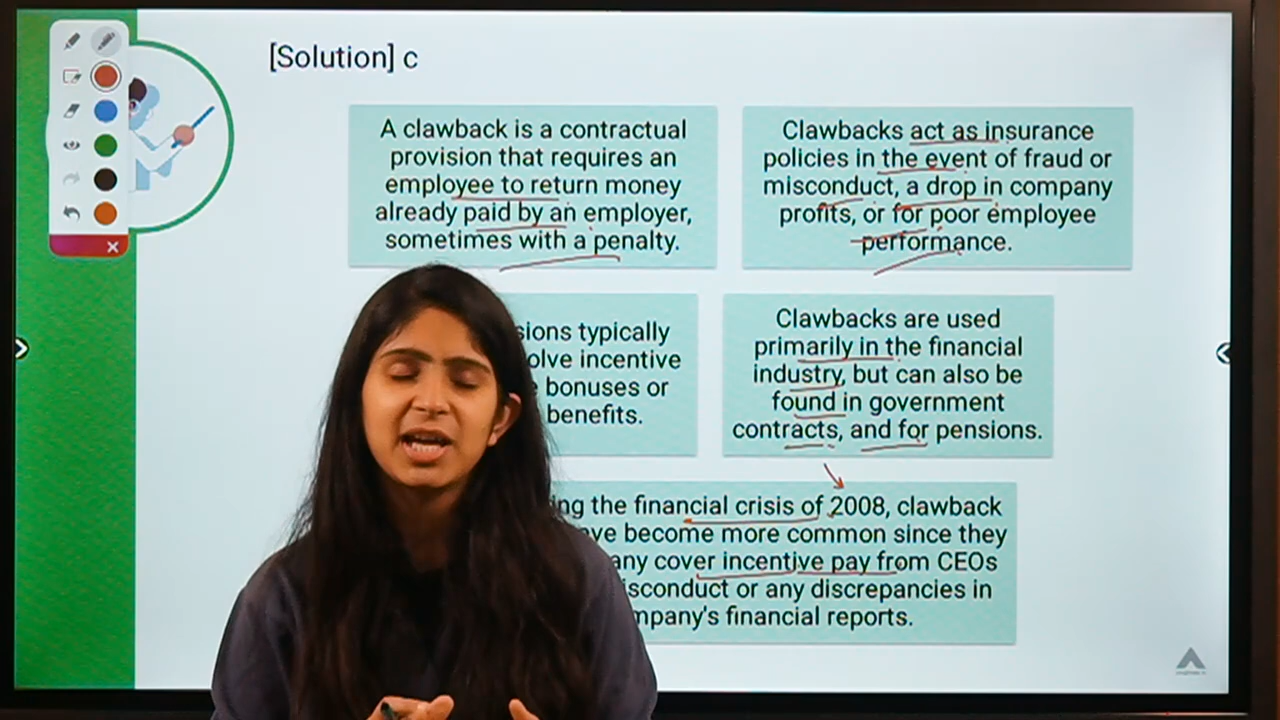 [Solution] c
A clawback is a contractual
provision that requires an
employee to return money
already paid by an employer,
sometimes with a penalty.
Clawbacks act as insurance
policies in the event of fraud or
misconduct, a drop in company
profits, or for poor employee
performance.
sions typically
olve incentive
bonuses or
benefits.
Clawbacks are used
primarily in the financial
industry, but can also be
found in government
contracts, and for pensions.
ng the financial crisis of 2008, clawback
ve become more common since they
any cover incentive pay from CEOs
isconduct or any discrepancies in
mpany's financial reports.